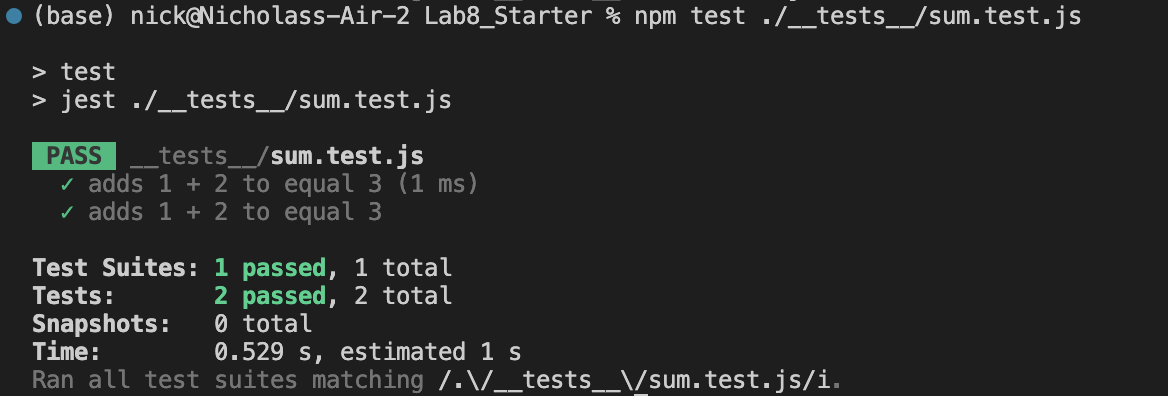 (base) nick@Nicholass-Air-2 Lab8_Starter % npm test ./__tests__/sum.test.js
> test
> jest ./__tests__/sum.test.js
PASS __tests__/sum.test.js
✓ adds 1 + 2 to equal 3 (1 ms)
✓ adds 1 + 2 to equal 3
Test Suites: 1 passed, 1 total
Tests: 2 passed, 2 total
Snapshots: 0 total
Time: 0.529 s, estimated 1 s
Ran all test suites matching /.\/__tests__\/sum.test.js/i.